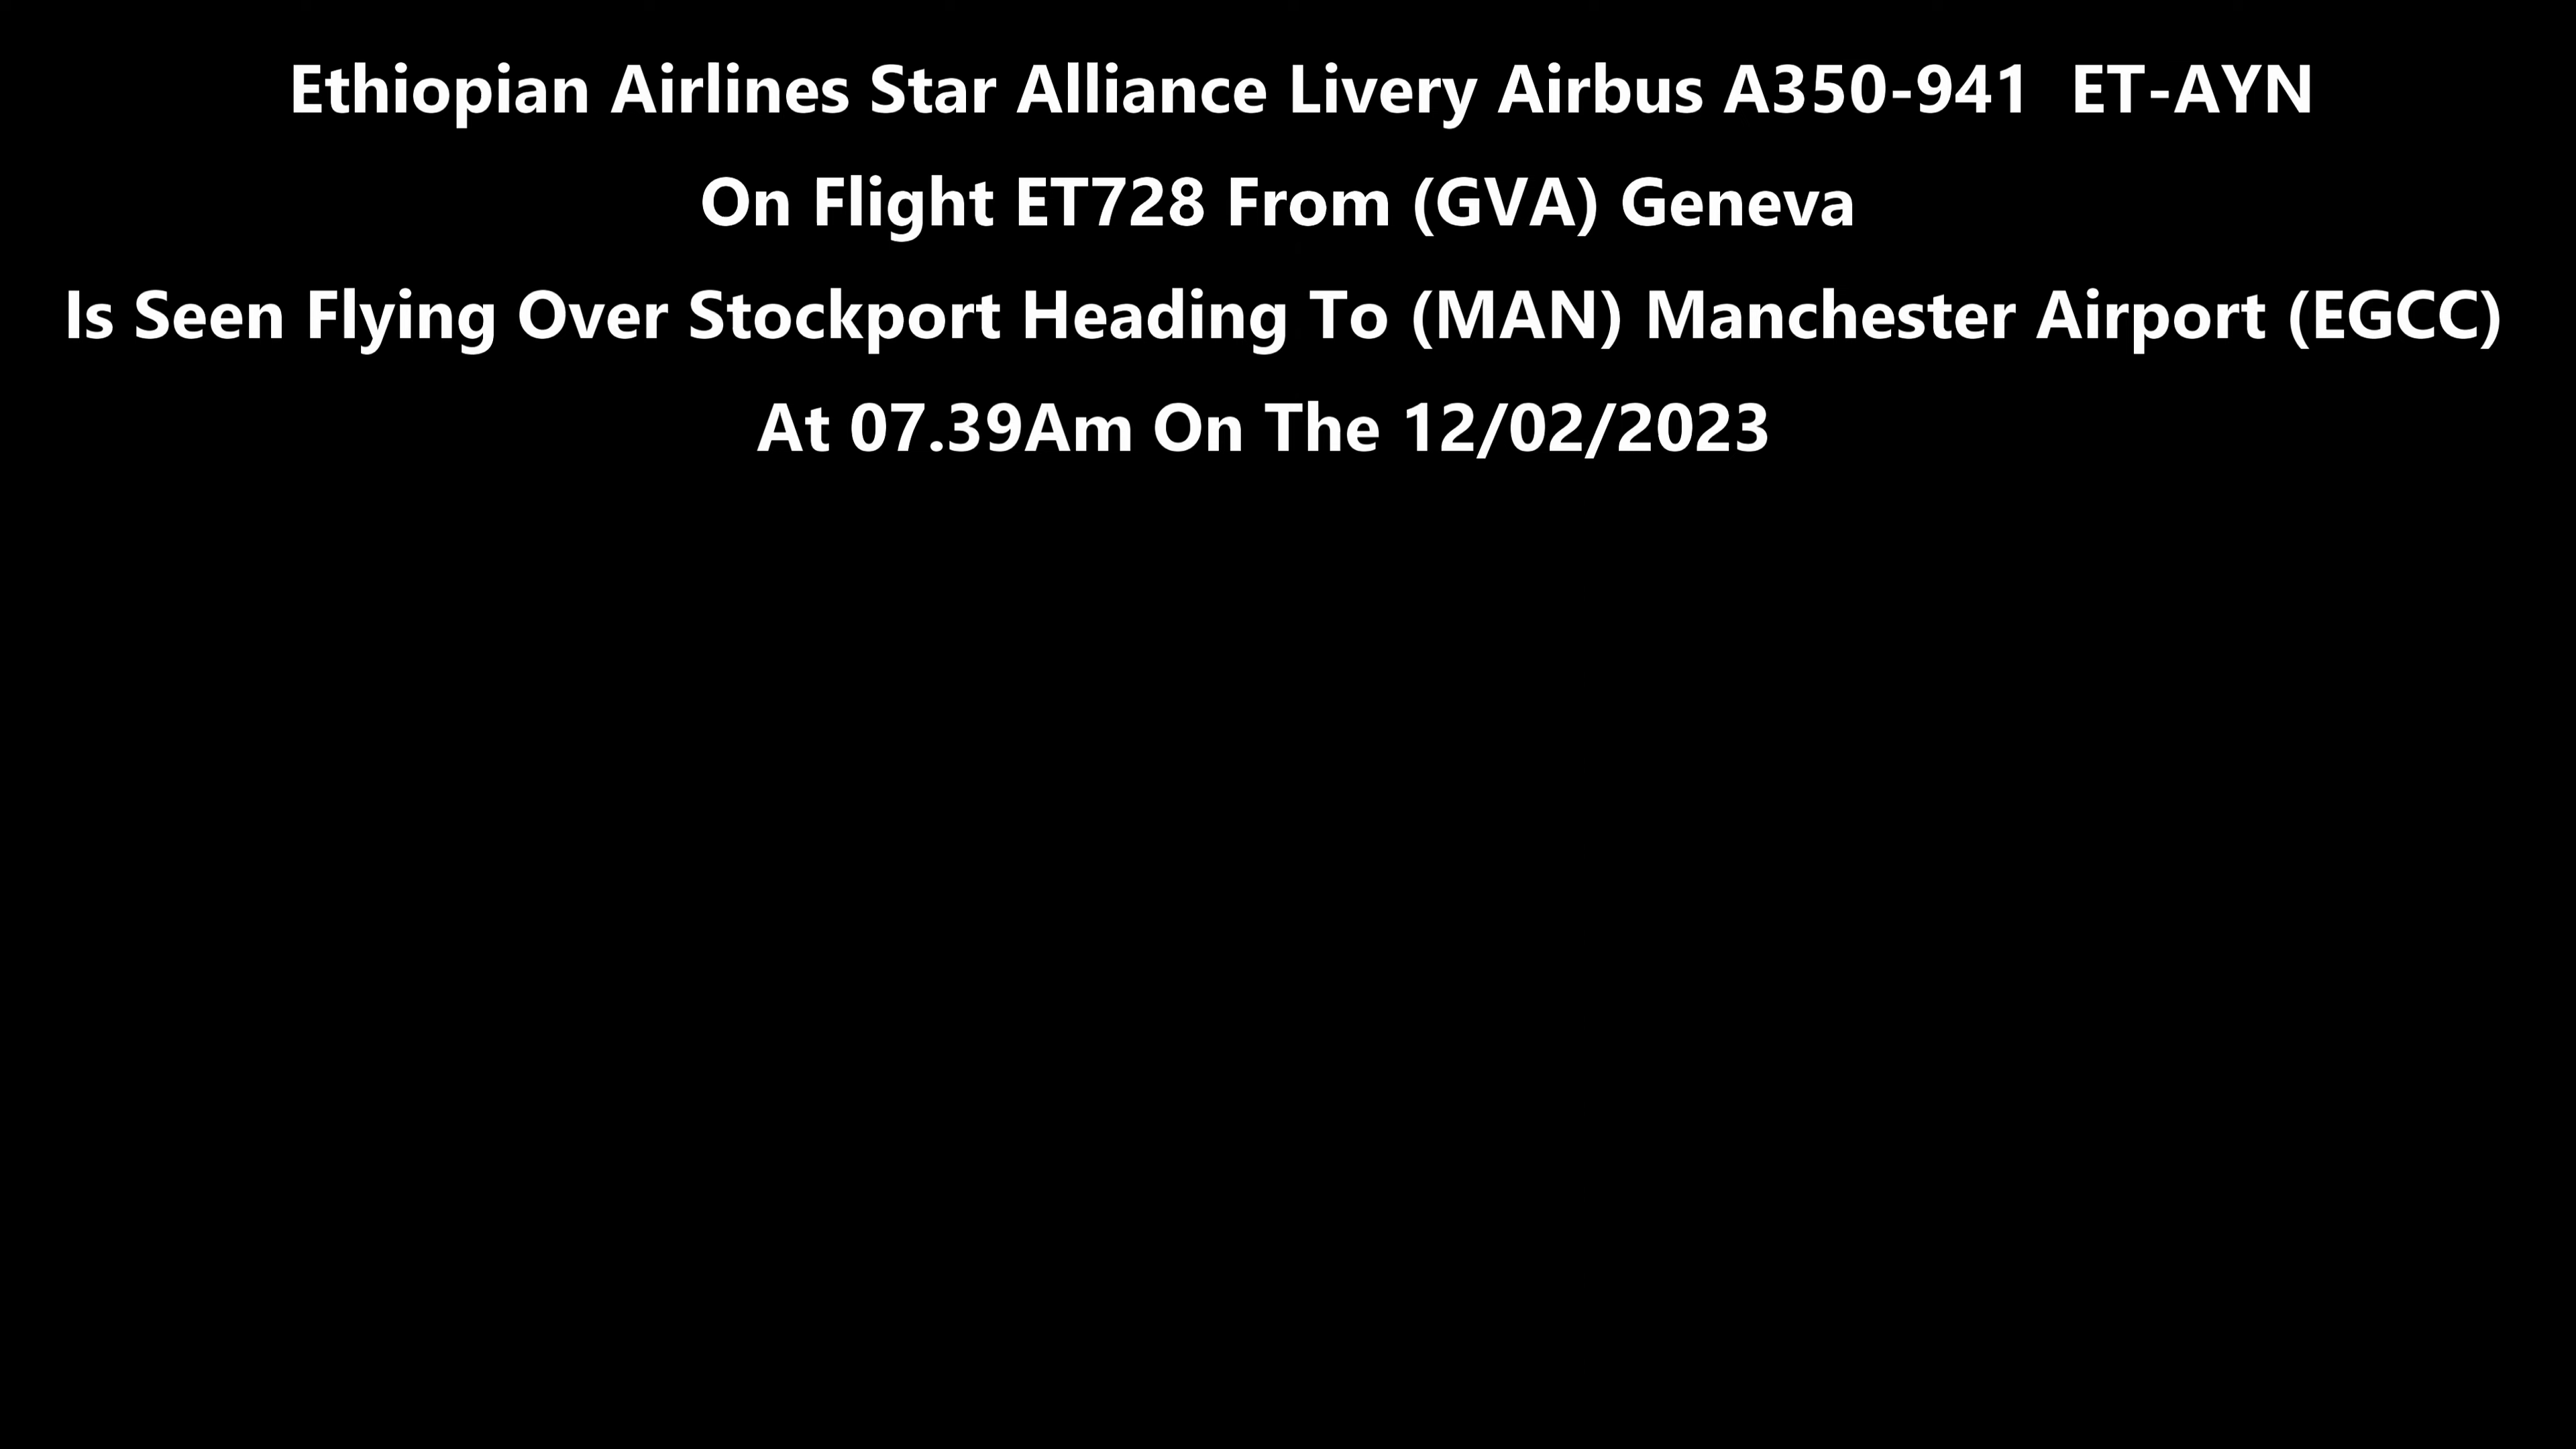 Ethiopian Airlines Star Alliance Livery Airbus A350-941  ET-AYN
On Flight ET728 From (GVA) Geneva
Is Seen Flying Over Stockport Heading To (MAN) Manchester Airport (EGCC)
At 07.39Am On The 12/02/2023